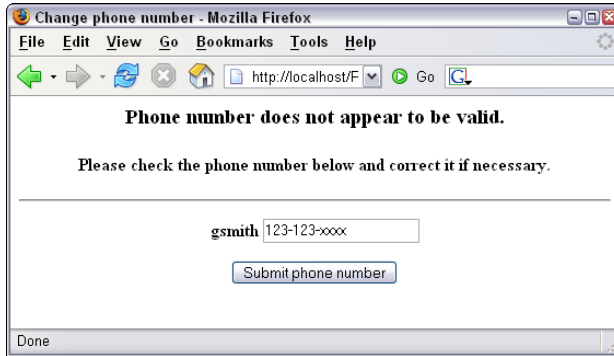 Change phone number - Mozilla Firefox
File Edit View Go Bookmarks Tools Help
http://localhost/F Go G
Phone number does not appear to be valid.
Please check the phone number below and correct it if necessary.
gsmith 123-123-xxxx
Submit phone number
Done